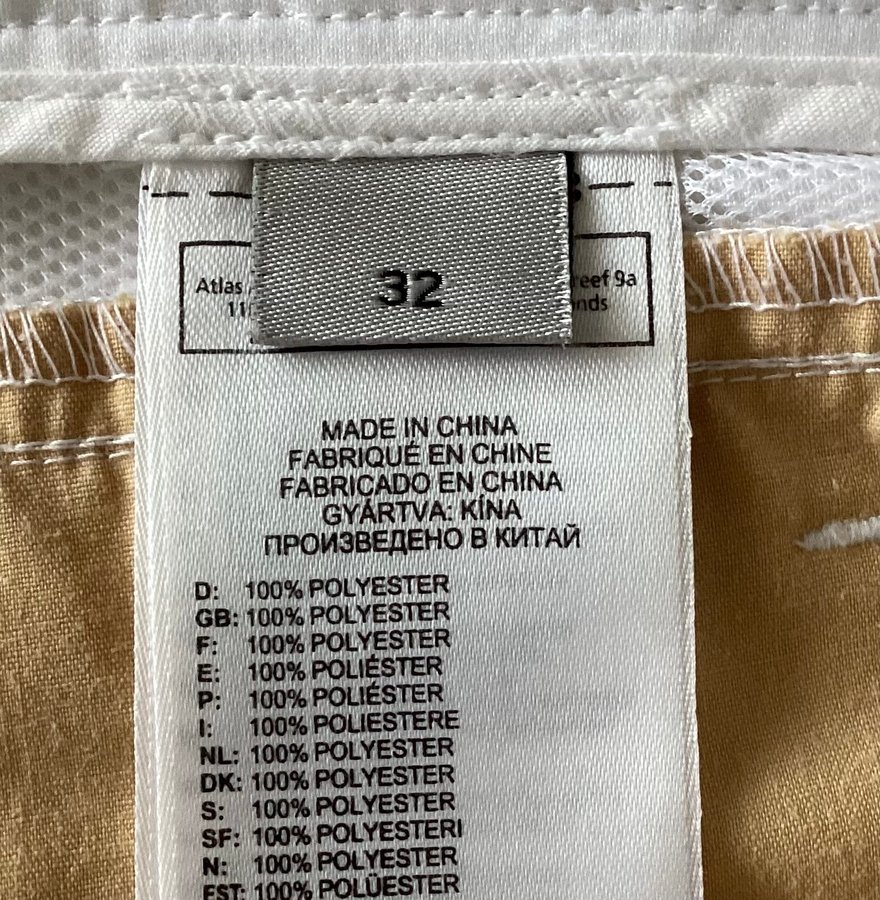 32
Atlas
reef 9a
11
nds
MADE IN CHINA
FABRIQUÉ EN CHINE
FABRICADO EN CHINA
GYÁRTVA: KÍNA
ПРОИЗВЕДЕНО В КИТАЙ
D: 100% POLYESTER
GB: 100% POLYESTER
F: 100% POLYESTER
E: 100% POLIÉSTER
P: 100% POLIÉSTER
I: 100% POLIESTERE
NL: 100% POLYESTER
DK: 100% POLYESTER
S: 100% POLYESTER
SF: 100% POLYESTERI
N: 100% POLYESTER
EST: 100% POLÜESTER